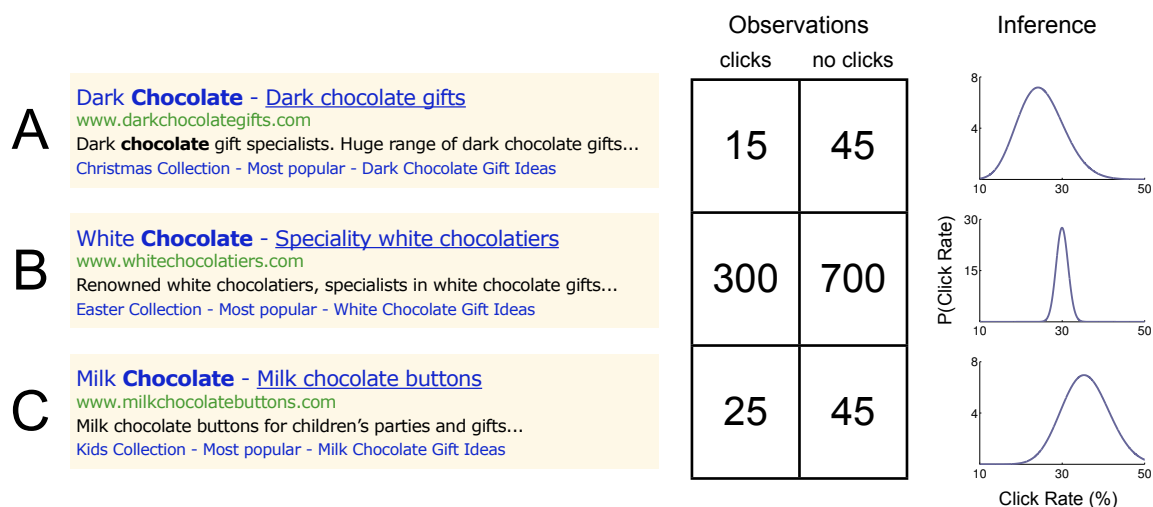 Observations
Inference
clicks
no clicks
A
Dark Chocolate - Dark chocolate gifts
www.darkchocolategifts.com
Dark chocolate gift specialists. Huge range of dark chocolate gifts...
Christmas Collection - Most popular - Dark Chocolate Gift Ideas
15
45
8
4
10
30
50
B
White Chocolate - Speciality white chocolatiers
www.whitechocolatiers.com
Renowned white chocolatiers, specialists in white chocolate gifts...
Easter Collection - Most popular - White Chocolate Gift Ideas
300
700
P(Click Rate)
30
15
10
30
50
C
Milk Chocolate - Milk chocolate buttons
www.milkchocolatebuttons.com
Milk chocolate buttons for children’s parties and gifts...
Kids Collection - Most popular - Milk Chocolate Gift Ideas
25
45
8
4
10
30
50
Click Rate (%)